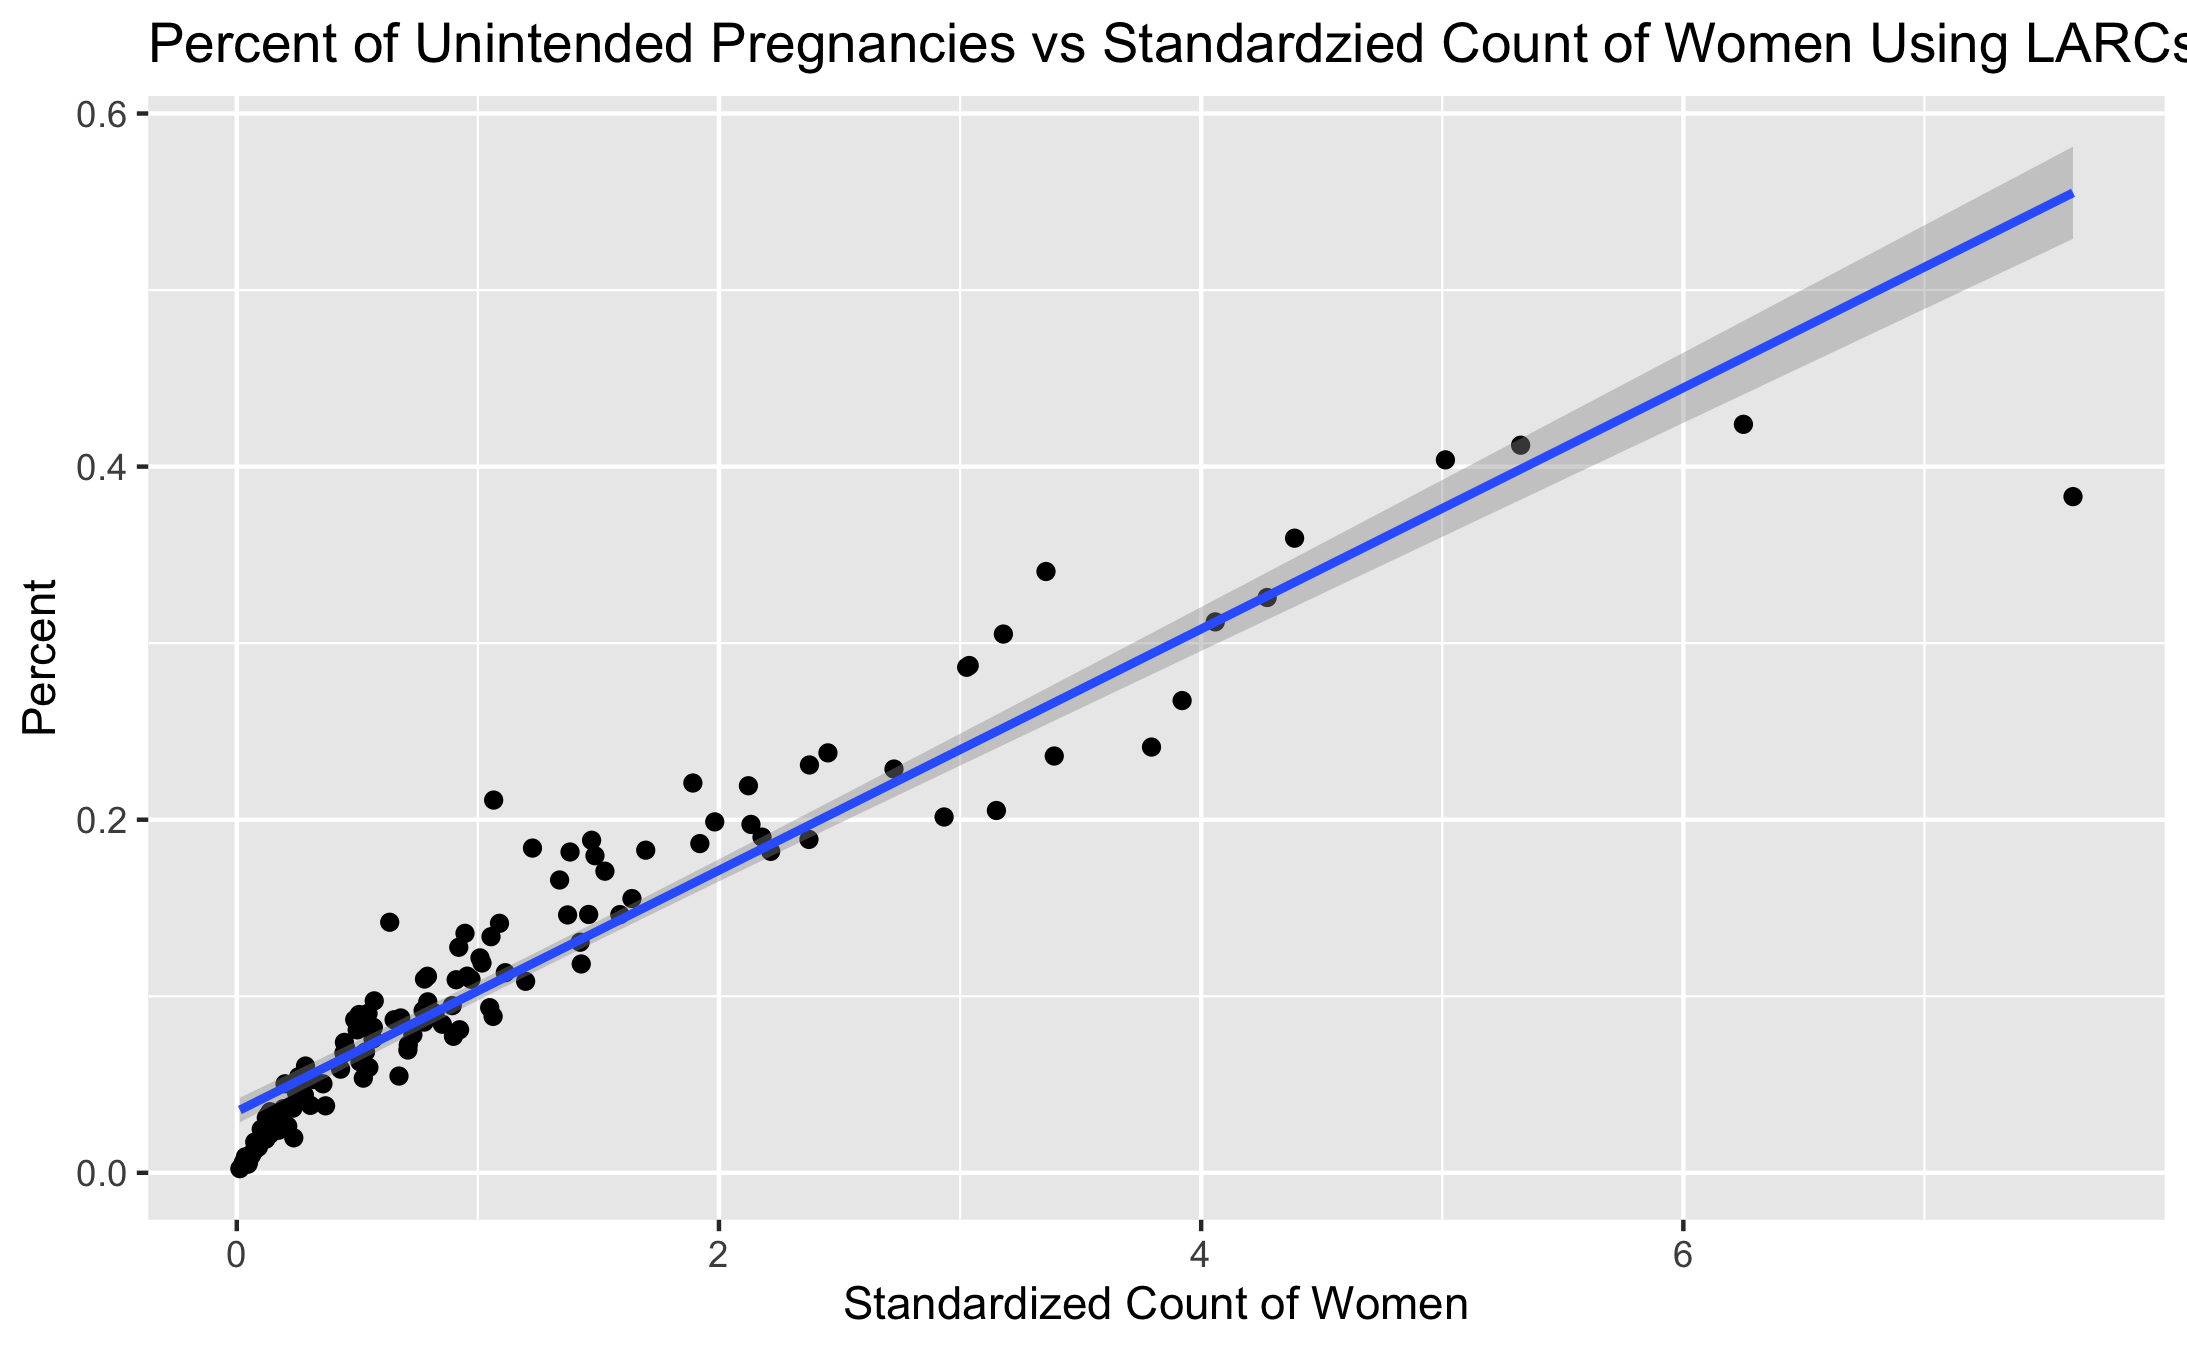 Percent of Unintended Pregnancies vs Standardzied Count of Women Using LARCs
0.6
0.4
0.2
0.0
Percent
0 2 4 6
Standardized Count of Women